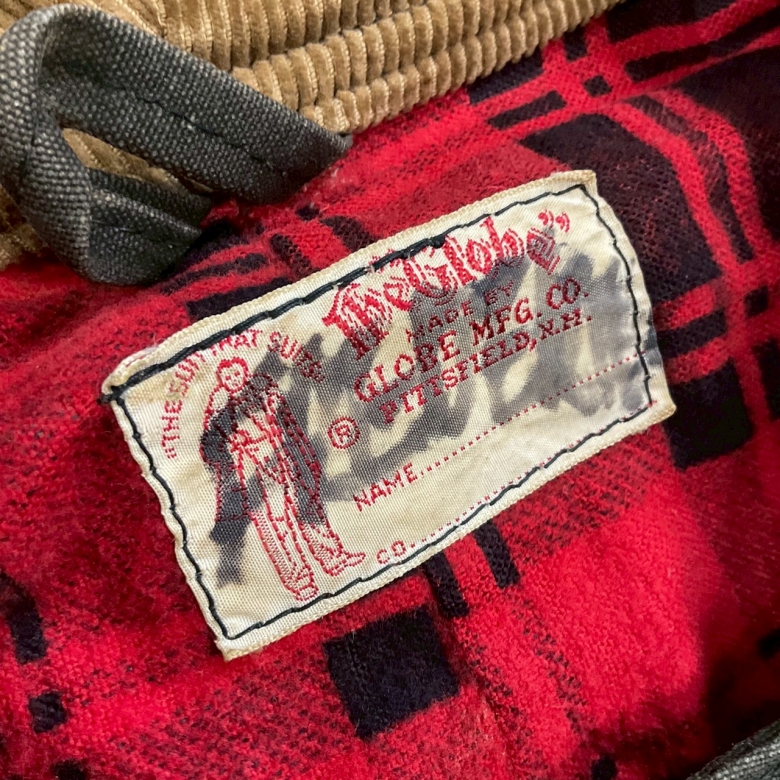 "The Globe"
MADE BY
GLOBE MFG. CO.
PITTSFIELD, N.H.
"THE SUIT THAT SUITS"
®
NAME
CO.